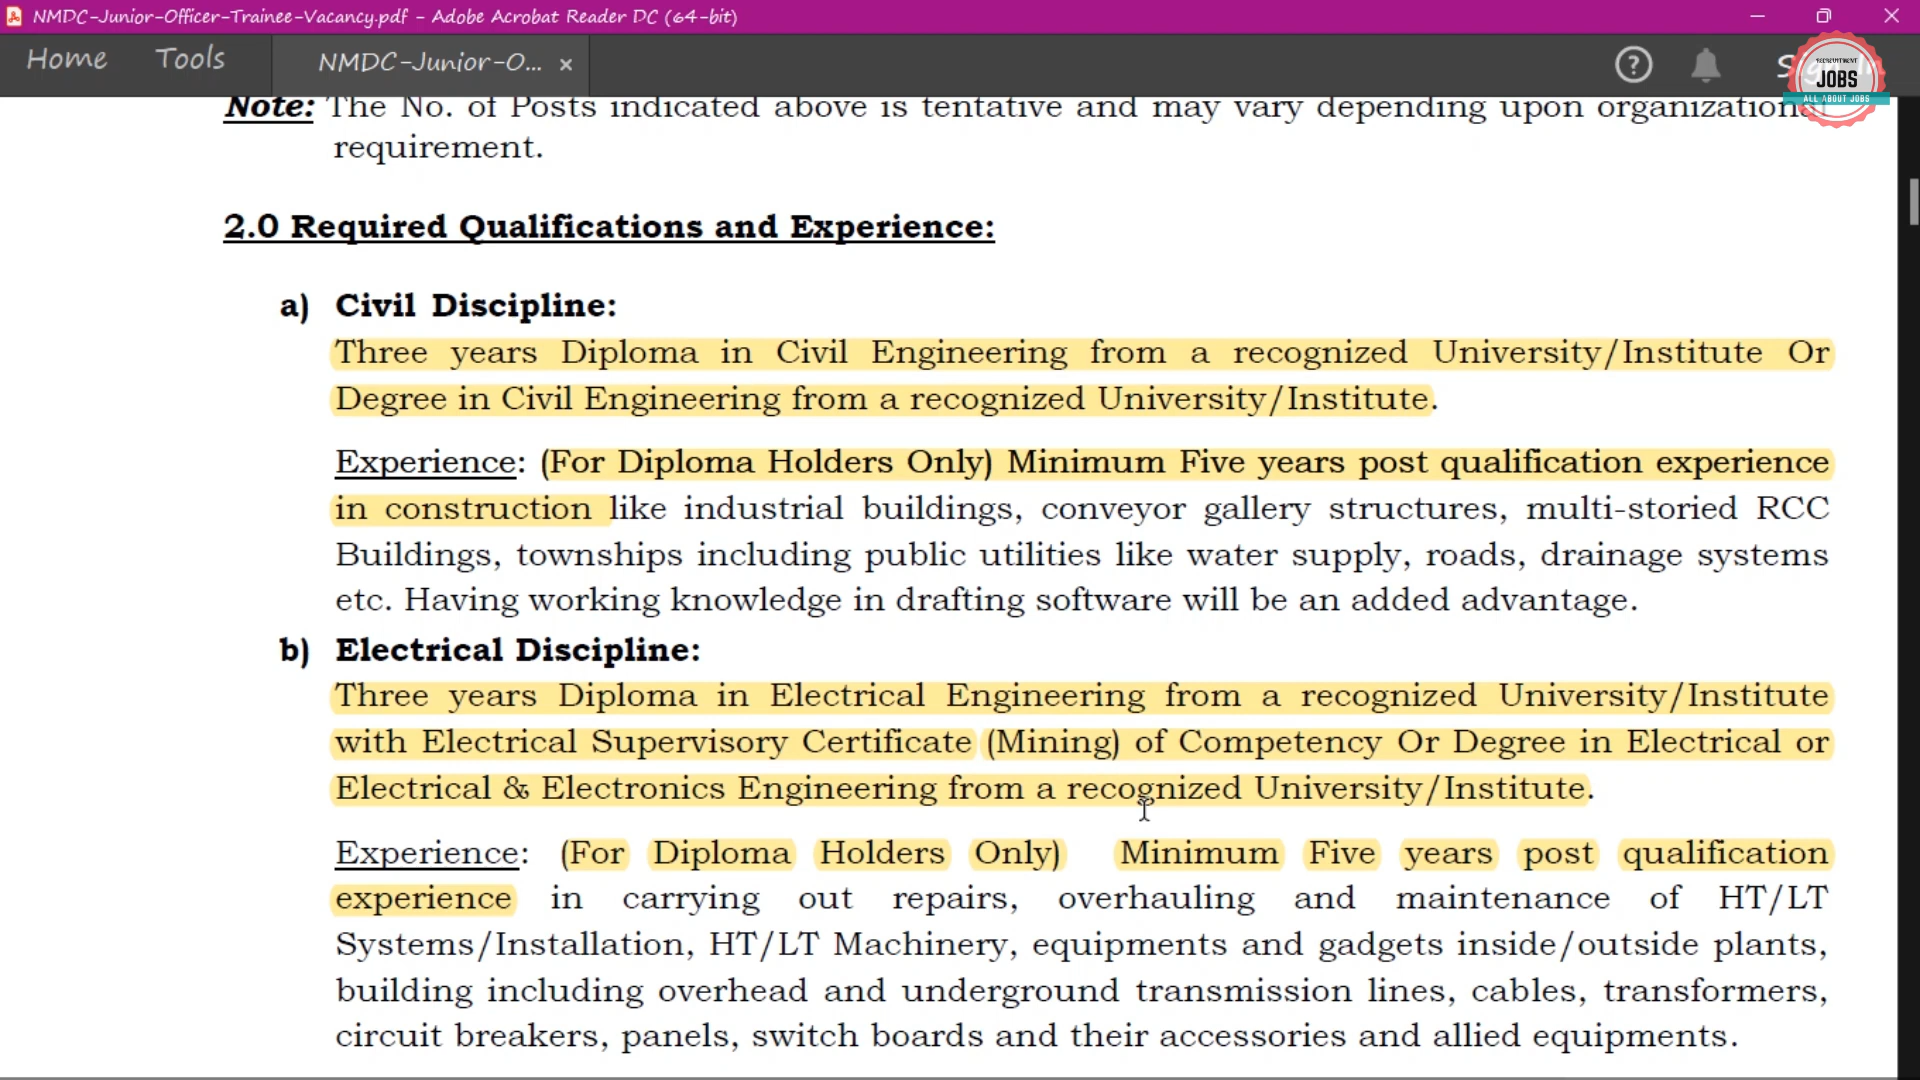 NMDC-Junior-Officer-Trainee-Vacancy.pdf - Adobe Acrobat Reader DC (64-bit)
Home Tools NMDC-Junior-O... ×
RECRUITMENT
JOBS
ALL ABOUT JOBS
Note: The No. of Posts indicated above is tentative and may vary depending upon organizational
requirement.
2.0 Required Qualifications and Experience:
a) Civil Discipline:
Three years Diploma in Civil Engineering from a recognized University/Institute Or
Degree in Civil Engineering from a recognized University/Institute.
Experience: (For Diploma Holders Only) Minimum Five years post qualification experience
in construction like industrial buildings, conveyor gallery structures, multi-storied RCC
Buildings, townships including public utilities like water supply, roads, drainage systems
etc. Having working knowledge in drafting software will be an added advantage.
b) Electrical Discipline:
Three years Diploma in Electrical Engineering from a recognized University/Institute
with Electrical Supervisory Certificate (Mining) of Competency Or Degree in Electrical or
Electrical & Electronics Engineering from a recognized University/Institute.
Experience: (For Diploma Holders Only) Minimum Five years post qualification
experience in carrying out repairs, overhauling and maintenance of HT/LT
Systems/Installation, HT/LT Machinery, equipments and gadgets inside/outside plants,
building including overhead and underground transmission lines, cables, transformers,
circuit breakers, panels, switch boards and their accessories and allied equipments.